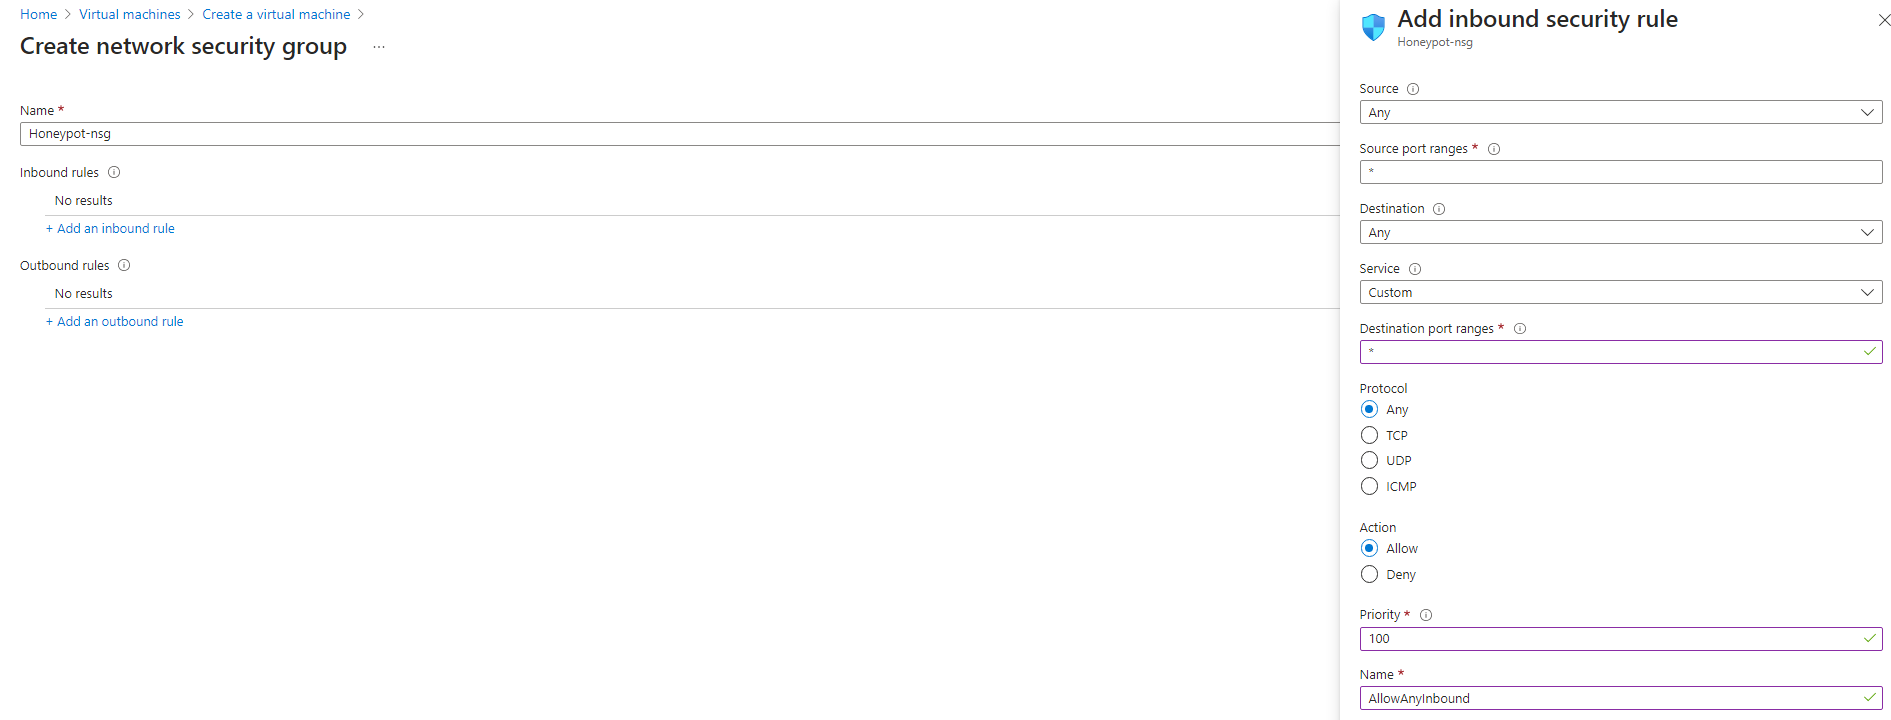 Home > Virtual machines > Create a virtual machine >
Create network security group ...
Name *
Honeypot-nsg
Inbound rules
No results
+ Add an inbound rule
Outbound rules
No results
+ Add an outbound rule
Add inbound security rule
Honeypot-nsg
Source
Any
Source port ranges *
*
Destination
Any
Service
Custom
Destination port ranges *
*
Protocol
Any
TCP
UDP
ICMP
Action
Allow
Deny
Priority *
100
Name *
AllowAnyInbound